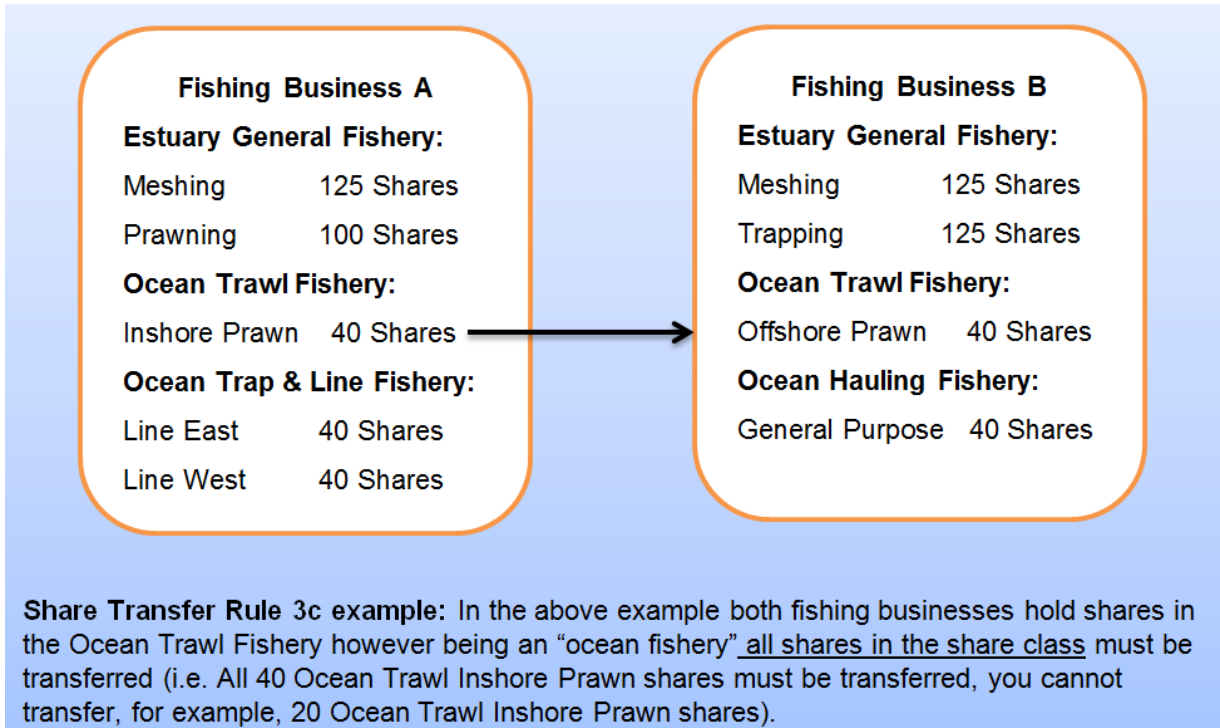 Fishing Business A
Estuary General Fishery:
Meshing 125 Shares
Prawning 100 Shares
Ocean Trawl Fishery:
Inshore Prawn 40 Shares
Ocean Trap & Line Fishery:
Line East 40 Shares
Line West 40 Shares
Fishing Business B
Estuary General Fishery:
Meshing 125 Shares
Trapping 125 Shares
Ocean Trawl Fishery:
Offshore Prawn 40 Shares
Ocean Hauling Fishery:
General Purpose 40 Shares
Share Transfer Rule 3c example: In the above example both fishing businesses hold shares in
the Ocean Trawl Fishery however being an “ocean fishery” all shares in the share class must be
transferred (i.e. All 40 Ocean Trawl Inshore Prawn shares must be transferred, you cannot
transfer, for example, 20 Ocean Trawl Inshore Prawn shares).